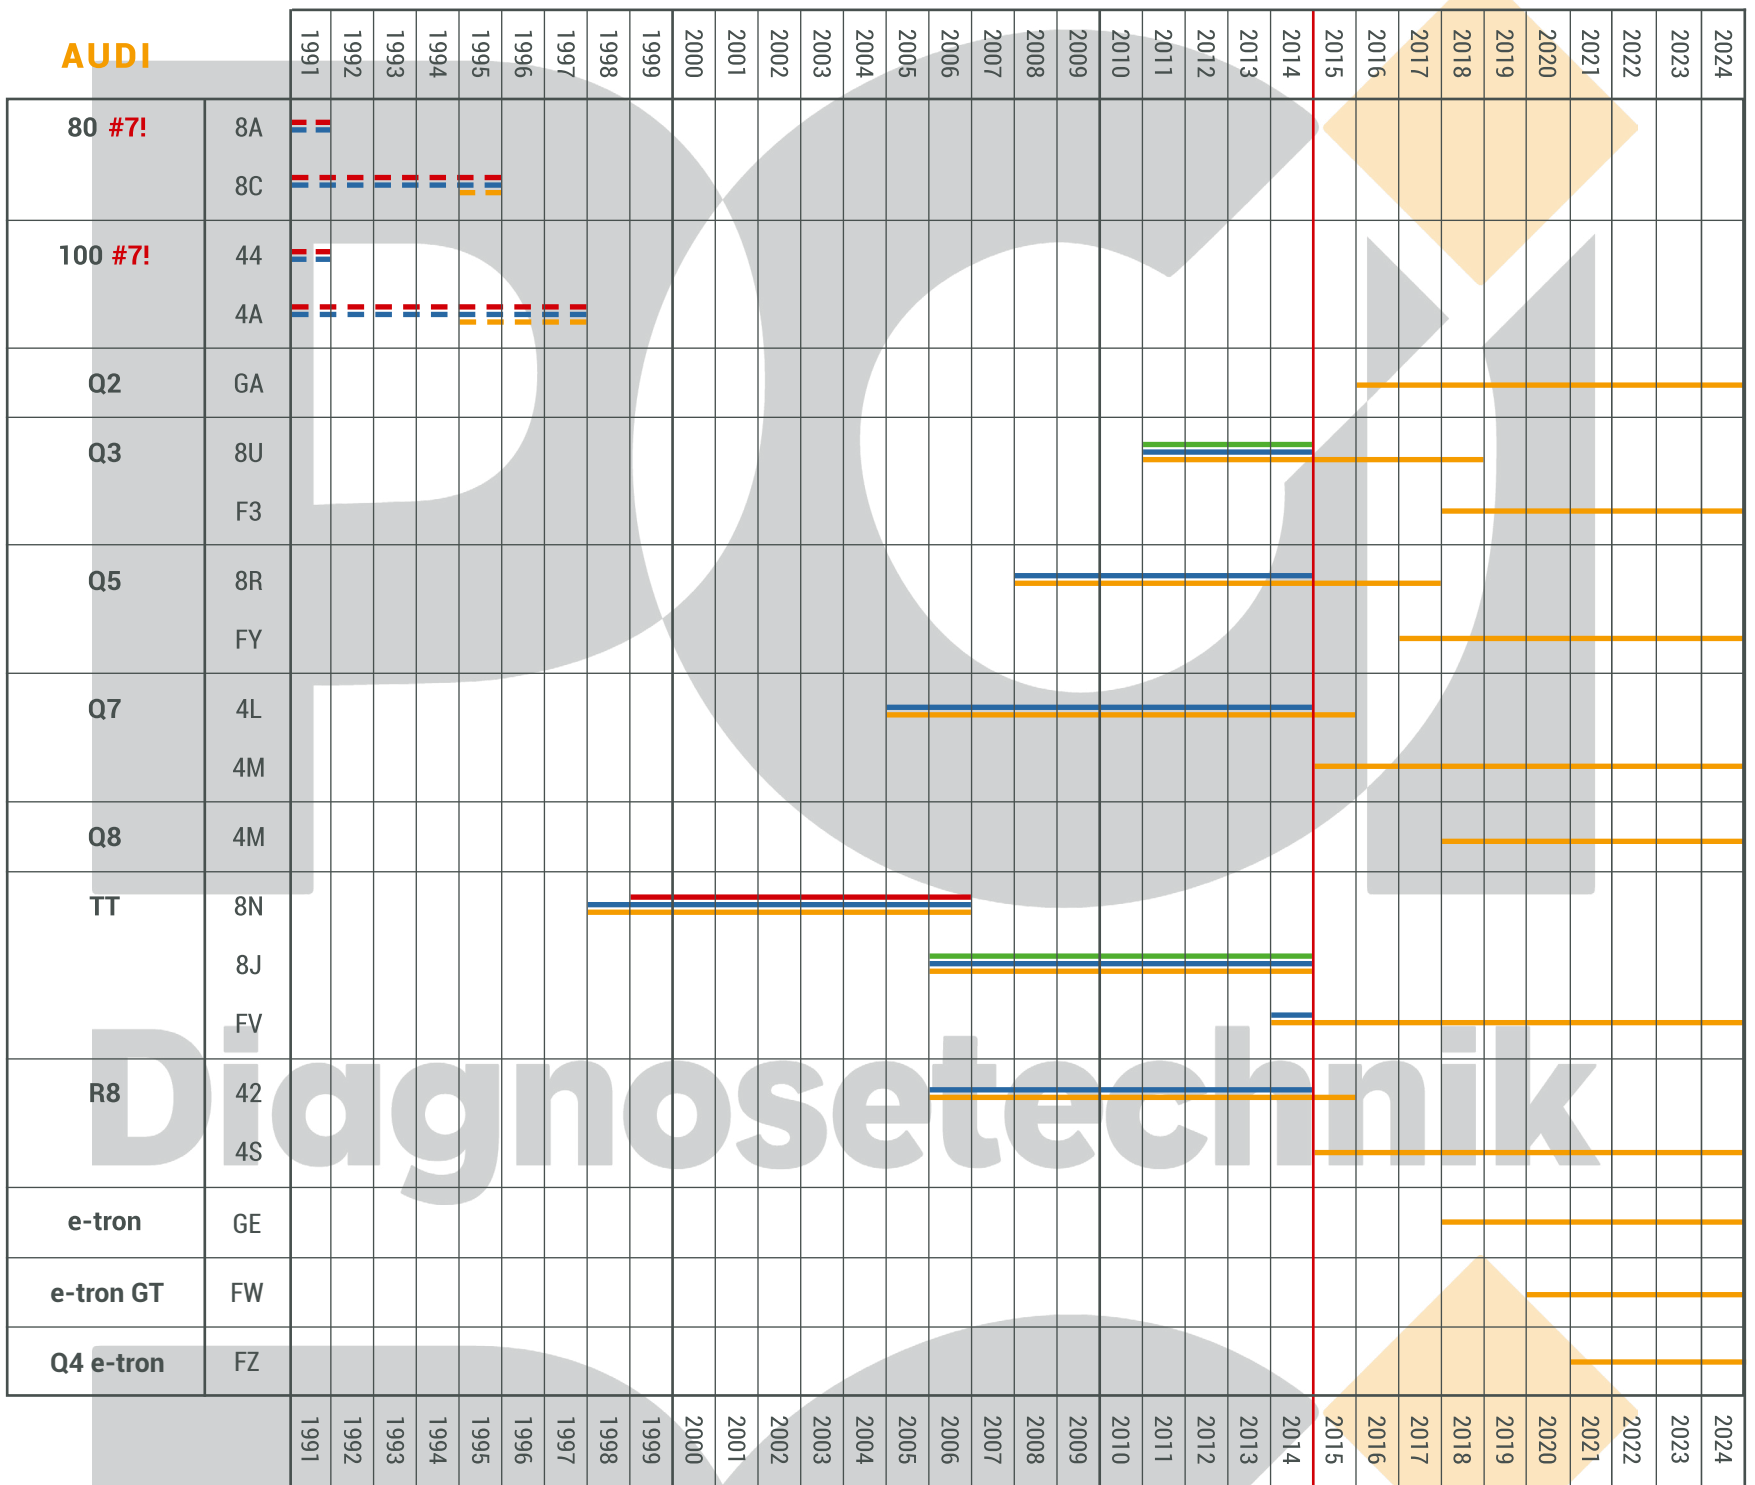 AUDI 1991 1992 1993 1994 1995 1996 1997 1998 1999 2000 2001 2002 2003 2004 2005 2006 2007 2008 2009 2010 2011 2012 2013 2014 2015 2016 2017 2018 2019 2020 2021 2022 2023 2024
80 #7! 8A
8C
100 #7! 44
4A
Q2 GA
Q3 8U
F3
Q5 8R
FY
Q7 4L
4M
Q8 4M
TT 8N
8J
FV
Diagnosetechnik
R8 42
4S
e-tron GE
e-tron GT FW
Q4 e-tron FZ
1991 1992 1993 1994 1995 1996 1997 1998 1999 2000 2001 2002 2003 2004 2005 2006 2007 2008 2009 2010 2011 2012 2013 2014 2015 2016 2017 2018 2019 2020 2021 2022 2023 2024
PCI